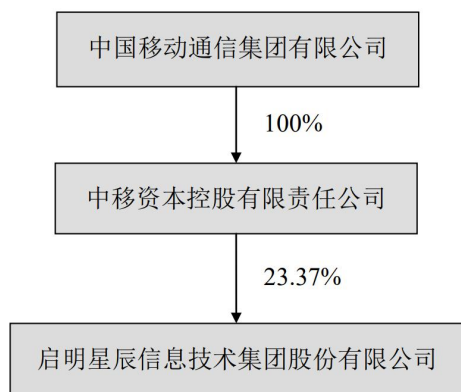 中国移动通信集团有限公司
100%
中移资本控股有限责任公司
23.37%
启明星辰信息技术集团股份有限公司